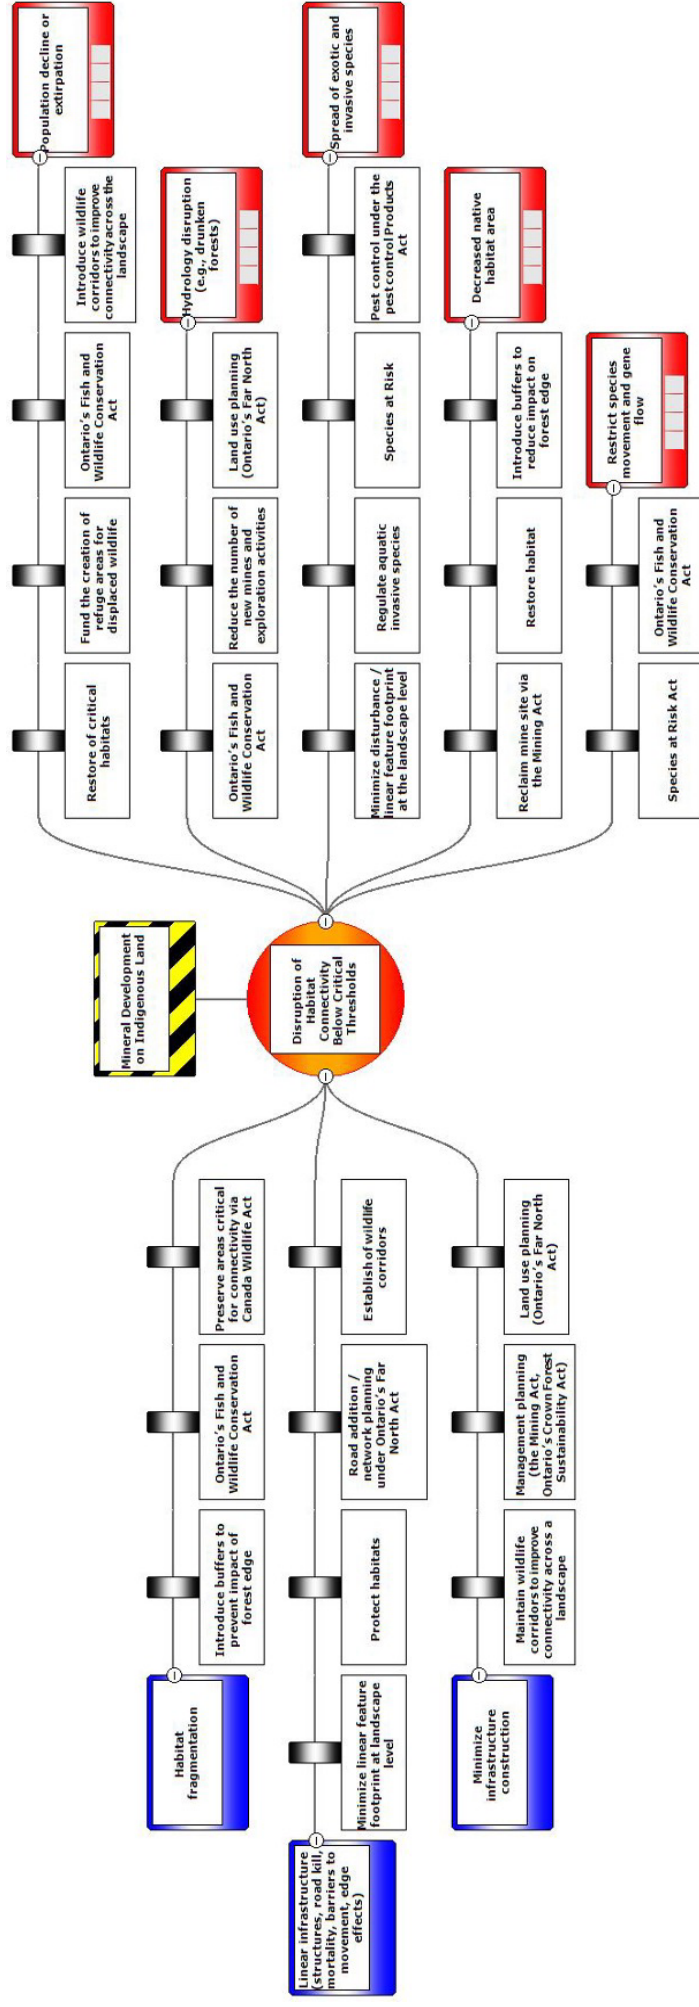 Mineral Development
on Indigenous Land
Disruption of
Habitat
Connectivity
Below Critical
Thresholds
Habitat
fragmentation
Introduce buffers to
prevent impact of
forest edge
Ontario's Fish and
Wildlife Conservation
Act
Preserve areas critical
for connectivity via
Canada Wildlife Act
Linear infrastructure
(structures, road kill,
mortality, barriers to
movement, edge
effects)
Minimize linear feature
footprint at landscape
level
Protect habitats
Road addition /
network planning
under Ontario's Far
North Act
Establish of wildlife
corridors
Minimize
infrastructure
construction
Maintain wildlife
corridors to improve
connectivity across a
landscape
Management planning
(the Mining Act,
Ontario's Crown Forest
Sustainability Act)
Land use planning
(Ontario's Far North
Act)
Restore of critical
habitats
Fund the creation of
refuge areas for
displaced wildlife
Ontario's Fish and
Wildlife Conservation
Act
Introduce wildlife
corridors to improve
connectivity across the
landscape
Population decline or
extirpation
Ontario's Fish and
Wildlife Conservation
Act
Reduce the number of
new mines and
exploration activities
Land use planning
(Ontario's Far North
Act)
Hydrology disruption
(e.g., drunken
forests)
Minimize disturbance /
linear feature footprint
at the landscape level
Regulate aquatic
invasive species
Species at Risk
Pest control under the
pest control Products
Act
Spread of exotic and
invasive species
Reclaim mine site via
the Mining Act
Restore habitat
Introduce buffers to
reduce impact on
forest edge
Decreased native
habitat area
Species at Risk Act
Ontario's Fish and
Wildlife Conservation
Act
Restrict species
movement and gene
flow